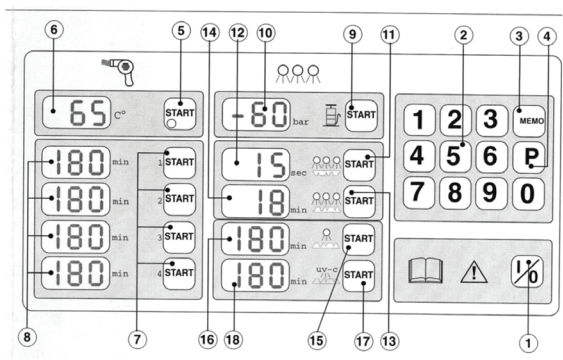 6 5 14 12 10 9 11 2 3 4
65 C° START
-80 bar START
1 2 3 MEMO
4 5 6 P
7 8 9 0
180 min 1 START
180 min 2 START
180 min 3 START
180 min 4 START
15 sec START
18 min START
180 min START
180 min uv-c START
I/0
8 7 16 18 15 17 13 1